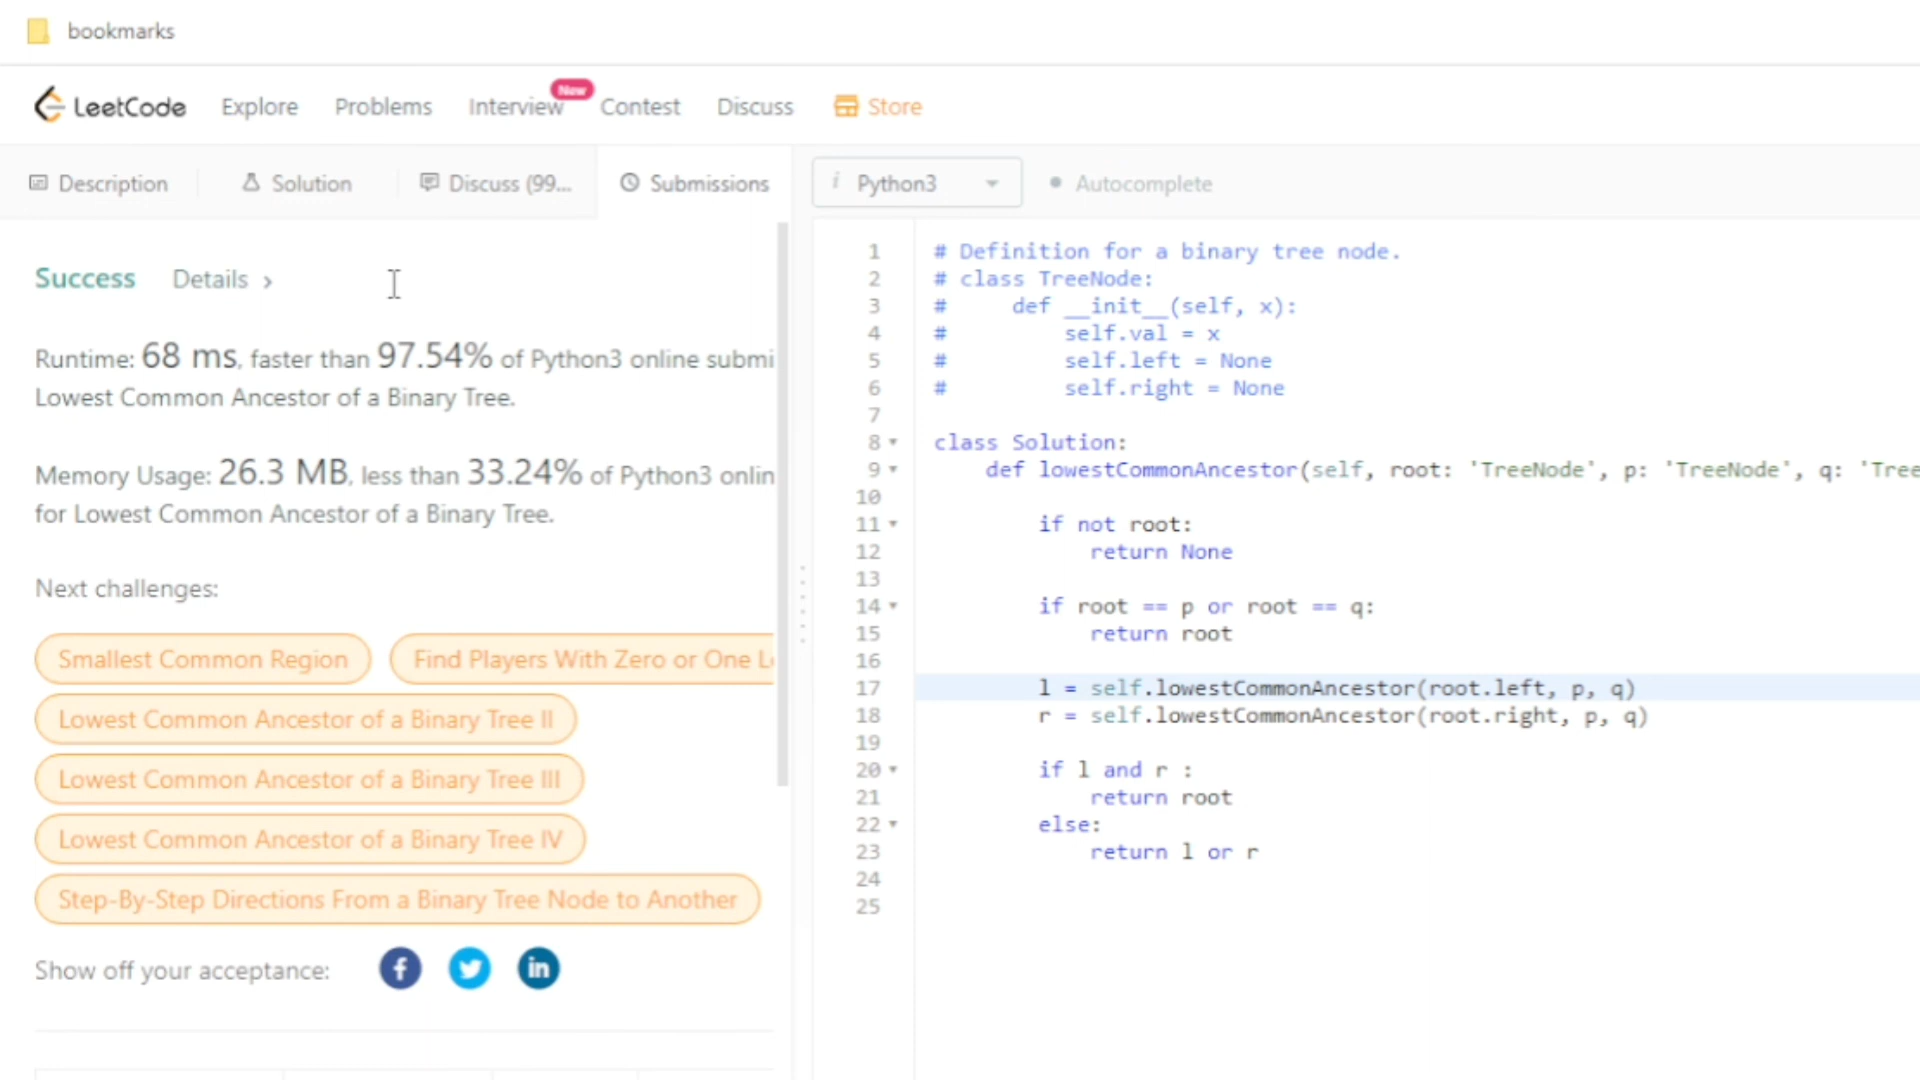 bookmarks
LeetCode Explore Problems Interview New Contest Discuss Store
Description Solution Discuss (99... Submissions
Python3 Autocomplete
Success Details >
Runtime: 68 ms, faster than 97.54% of Python3 online submi
Lowest Common Ancestor of a Binary Tree.
Memory Usage: 26.3 MB, less than 33.24% of Python3 onlin
for Lowest Common Ancestor of a Binary Tree.
Next challenges:
Smallest Common Region Find Players With Zero or One L
Lowest Common Ancestor of a Binary Tree II
Lowest Common Ancestor of a Binary Tree III
Lowest Common Ancestor of a Binary Tree IV
Step-By-Step Directions From a Binary Tree Node to Another
Show off your acceptance: f in
1 # Definition for a binary tree node.
2 # class TreeNode:
3 #     def __init__(self, x):
4 #         self.val = x
5 #         self.left = None
6 #         self.right = None
7
8 class Solution:
9     def lowestCommonAncestor(self, root: 'TreeNode', p: 'TreeNode', q: 'Tree
10
11         if not root:
12             return None
13
14         if root == p or root == q:
15             return root
16
17         l = self.lowestCommonAncestor(root.left, p, q)
18         r = self.lowestCommonAncestor(root.right, p, q)
19
20         if l and r :
21             return root
22         else:
23             return l or r
24
25